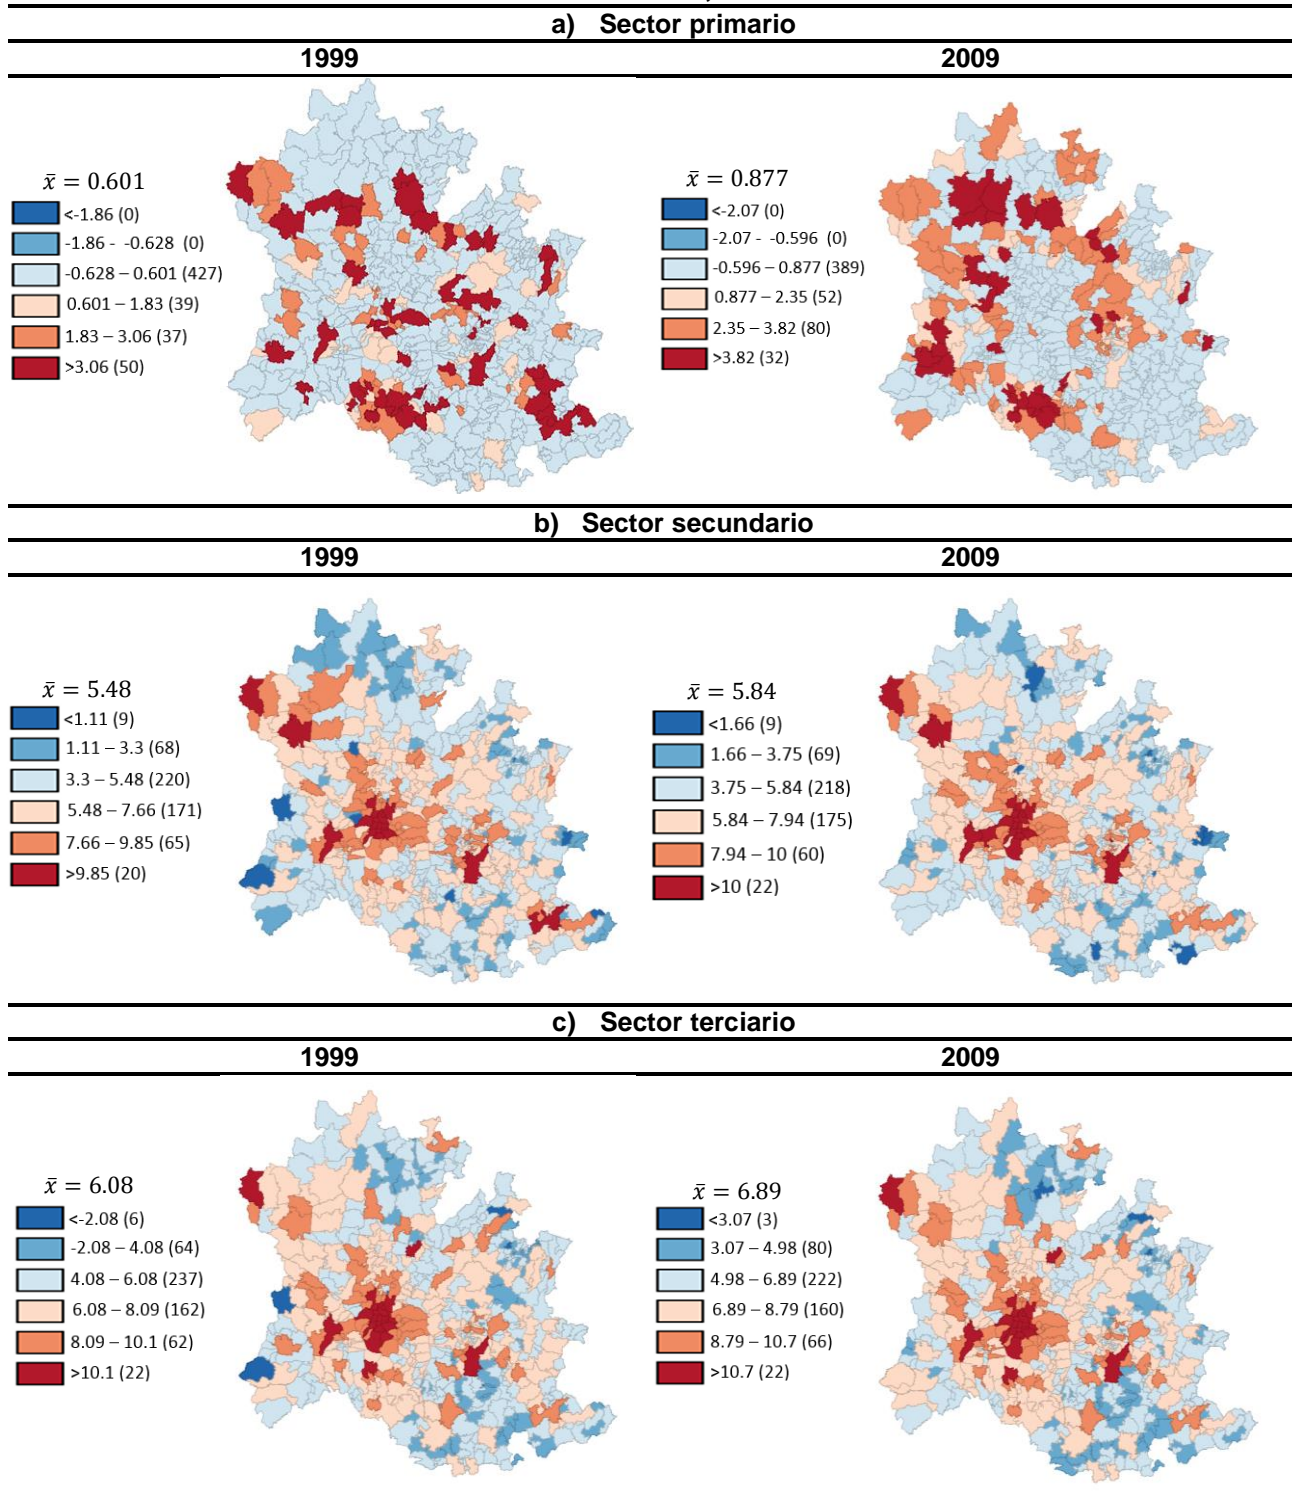 a) Sector primario
1999 2009
x̄ = 0.601
<-1.86 (0)
-1.86 - -0.628 (0)
-0.628 – 0.601 (427)
0.601 – 1.83 (39)
1.83 – 3.06 (37)
>3.06 (50)
x̄ = 0.877
<-2.07 (0)
-2.07 - -0.596 (0)
-0.596 – 0.877 (389)
0.877 – 2.35 (52)
2.35 – 3.82 (80)
>3.82 (32)
b) Sector secundario
1999 2009
x̄ = 5.48
<1.11 (9)
1.11 – 3.3 (68)
3.3 – 5.48 (220)
5.48 – 7.66 (171)
7.66 – 9.85 (65)
>9.85 (20)
x̄ = 5.84
<1.66 (9)
1.66 – 3.75 (69)
3.75 – 5.84 (218)
5.84 – 7.94 (175)
7.94 – 10 (60)
>10 (22)
c) Sector terciario
1999 2009
x̄ = 6.08
<-2.08 (6)
-2.08 – 4.08 (64)
4.08 – 6.08 (237)
6.08 – 8.09 (162)
8.09 – 10.1 (62)
>10.1 (22)
x̄ = 6.89
<3.07 (3)
3.07 – 4.98 (80)
4.98 – 6.89 (222)
6.89 – 8.79 (160)
8.79 – 10.7 (66)
>10.7 (22)